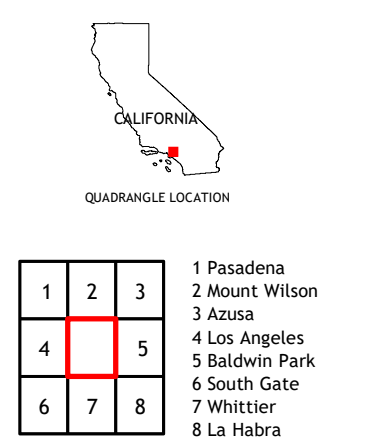 CALIFORNIA
QUADRANGLE LOCATION
1 2 3
4 5
6 7 8
1 Pasadena
2 Mount Wilson
3 Azusa
4 Los Angeles
5 Baldwin Park
6 South Gate
7 Whittier
8 La Habra